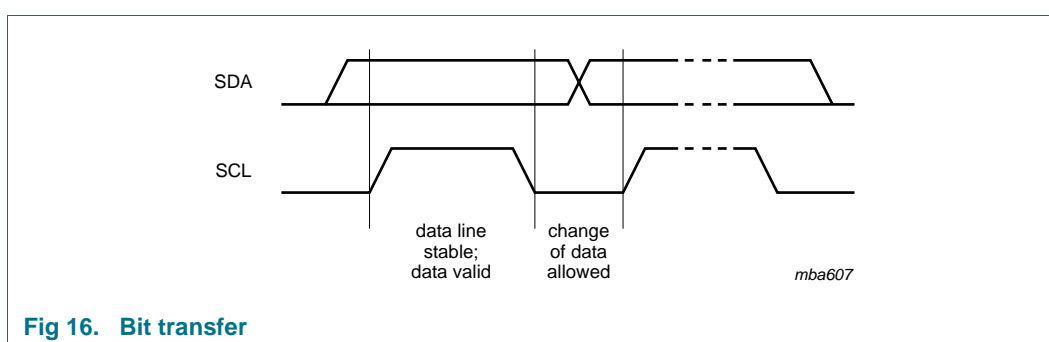 SDA
SCL
data line
stable;
data valid
change
of data
allowed
mba607
Fig 16. Bit transfer